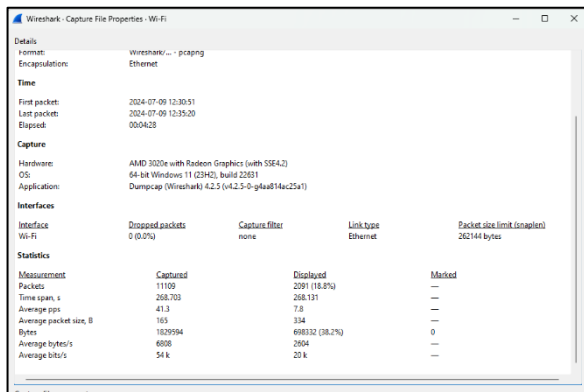 Wireshark - Capture File Properties - Wi-Fi
Details
Format: Wireshark/... - pcapng
Encapsulation: Ethernet
Time
First packet: 2024-07-09 12:30:51
Last packet: 2024-07-09 12:35:20
Elapsed: 00:04:28
Capture
Hardware: AMD 3020e with Radeon Graphics (with SSE4.2)
OS: 64-bit Windows 11 (23H2), build 22631
Application: Dumpcap (Wireshark) 4.2.5 (v4.2.5-0-g4aa814ac25a1)
Interfaces
Interface Dropped packets Capture filter Link type Packet size limit (snaplen)
Wi-Fi 0 (0.0%) none Ethernet 262144 bytes
Statistics
Measurement Captured Displayed Marked
Packets 11109 2091 (18.8%) —
Time span, s 268.703 268.131 —
Average pps 41.3 7.8 —
Average packet size, B 165 334 —
Bytes 1829594 698332 (38.2%) 0
Average bytes/s 6808 2604 —
Average bits/s 54 k 20 k —